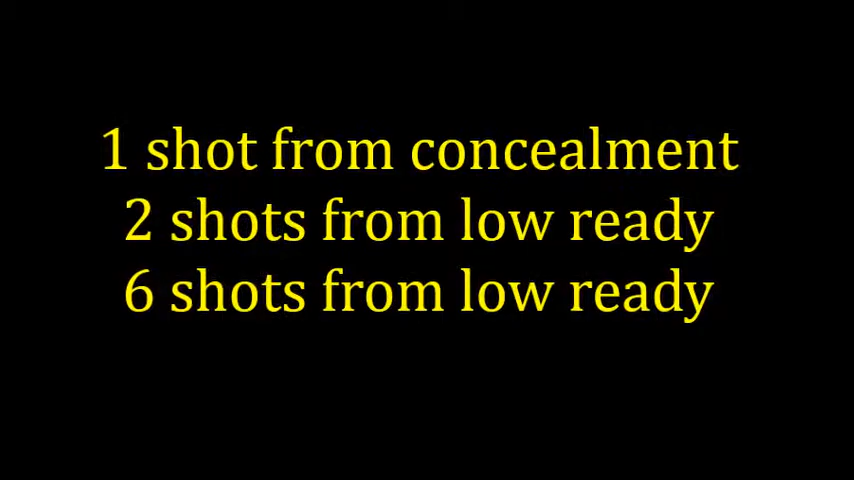 1 shot from concealment
2 shots from low ready
6 shots from low ready